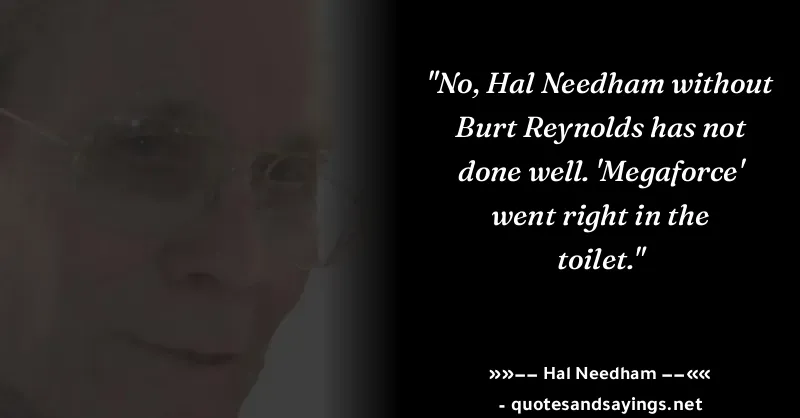 "No, Hal Needham without
Burt Reynolds has not
done well. 'Megaforce'
went right in the
toilet."
»»−− Hal Needham −−««
- quotesandsayings.net